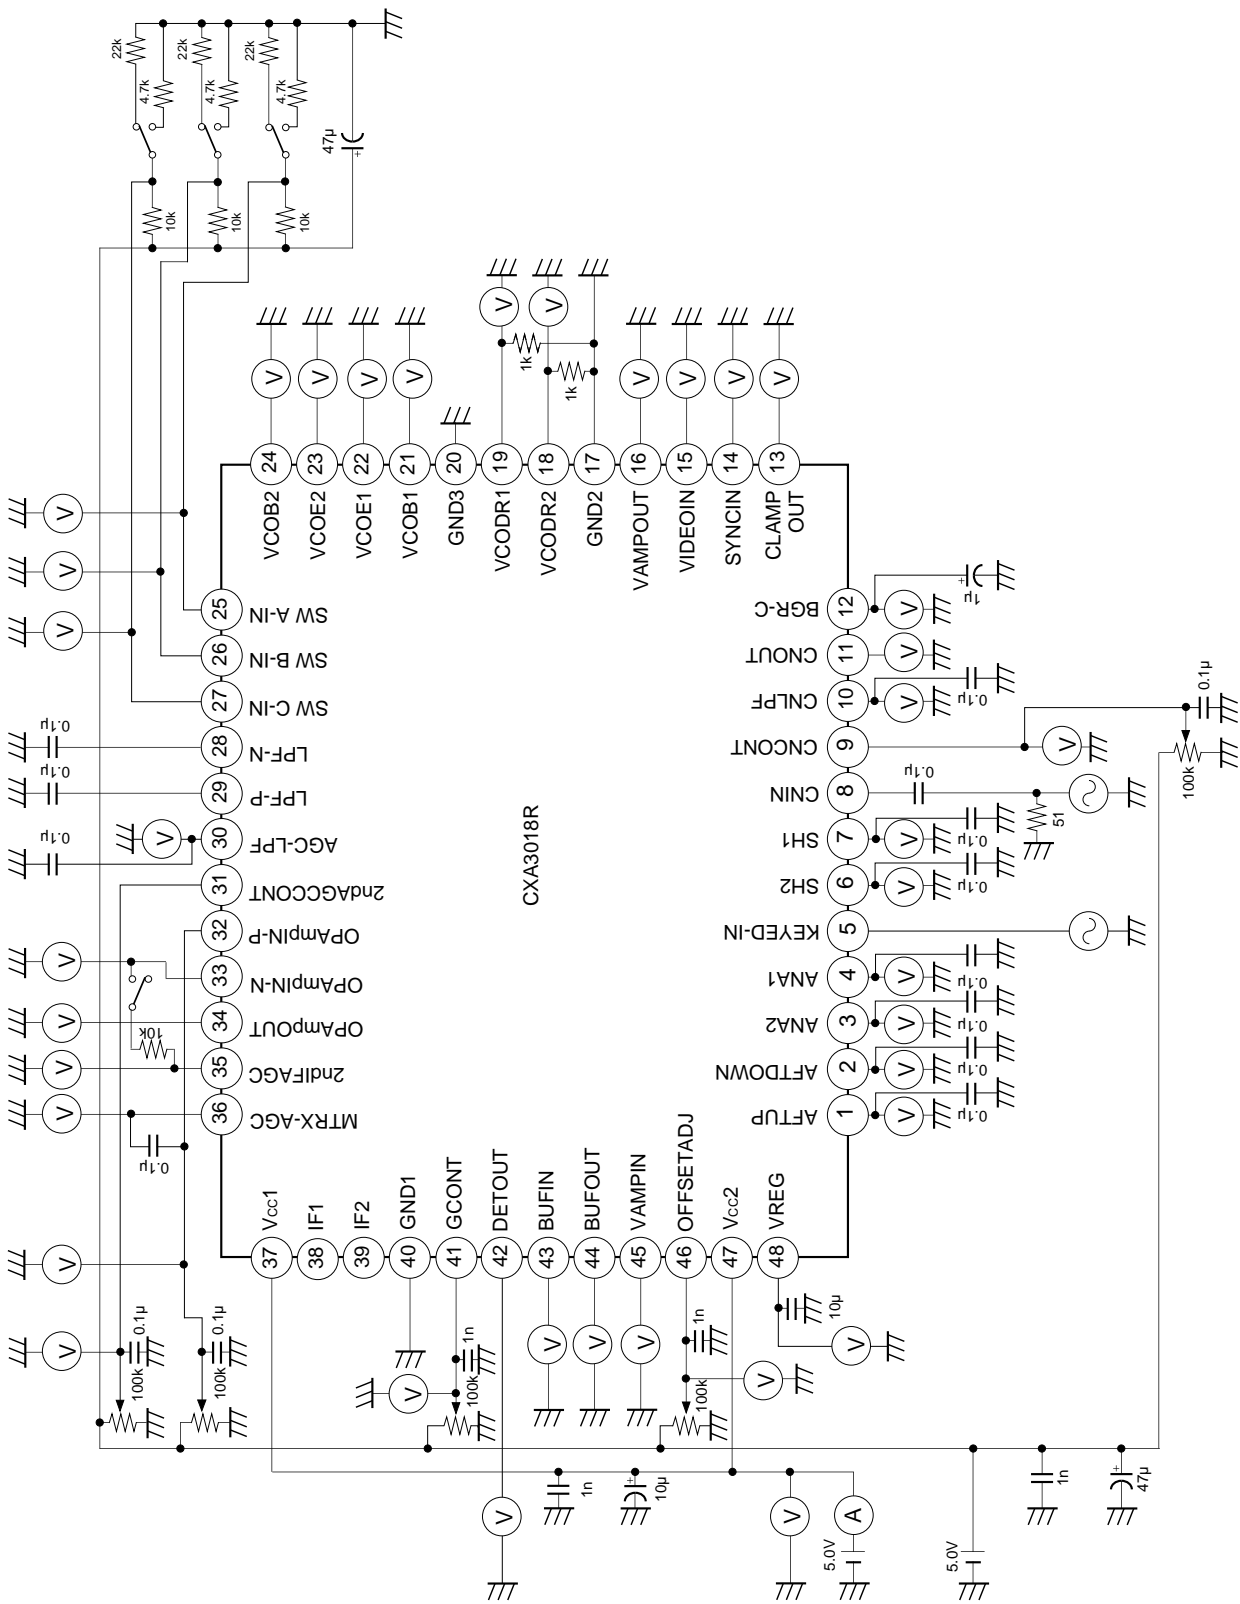 22k
4.7k
22k
4.7k
22k
4.7k
47µ
+
10k
10k
10k
V
V
V
V
V
V
V
1k
1k
V
V
V
V
V
V
V
24
23
22
21
20
19
18
17
16
15
14
13
VCOB2
VCOE2
VCOE1
VCOB1
GND3
VCODR1
VCODR2
GND2
VAMPOUT
VIDEOIN
SYNCIN
CLAMP
OUT
25 SW A-IN
26 SW B-IN
27 SW C-IN
0.1µ
28 LPF-N
0.1µ
29 LPF-P
0.1µ
V
30 AGC-LPF
31 2ndAGCCONT
32 OPAmpIN-P
V
33 OPAmpIN-N
V
34 OPAmpOUT
10k
V
35 2ndIFAGC
V
36 MTRX-AGC
0.1µ
V
V
0.1µ
0.1µ
100k
100k
CXA3018R
BGR-C 12
V
+
1µ
CNOUT 11
V
CNLPF 10
V
0.1µ
CNCONT 9
V
0.1µ
100k
CNIN 8
0.1µ
51
SH1 7
V
0.1µ
SH2 6
V
0.1µ
KEYED-IN 5
ANA1 4
V
0.1µ
ANA2 3
V
0.1µ
AFTDOWN 2
V
0.1µ
AFTUP 1
V
0.1µ
Vcc1
IF1
IF2
GND1
GCONT
DETOUT
BUFIN
BUFOUT
VAMPIN
OFFSETADJ
Vcc2
VREG
37
38
39
40
41
42
43
44
45
46
47
48
10µ
1n
1n
V
V
V
V
V
V
100k
100k
1n
+
10µ
V
V
A
5.0V
5.0V
1n
+
47µ